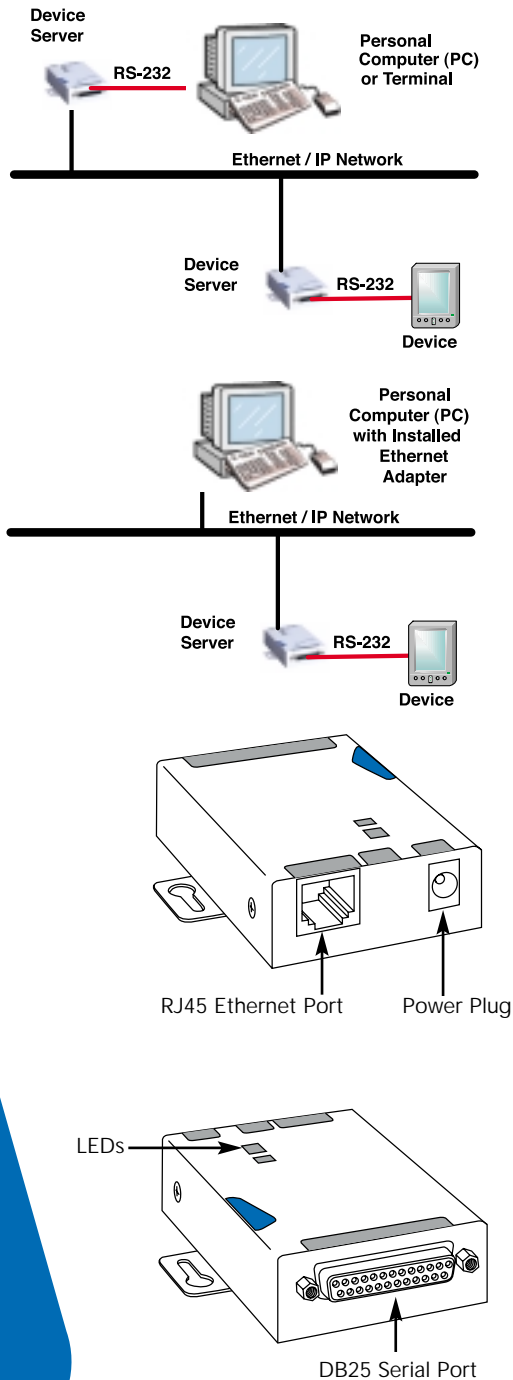 Device
Server
RS-232
Personal
Computer (PC)
or Terminal
Ethernet / IP Network
Device
Server
RS-232
Device
Personal
Computer (PC)
with Installed
Ethernet
Adapter
Ethernet / IP Network
Device
Server
RS-232
Device
RJ45 Ethernet Port
Power Plug
LEDs
DB25 Serial Port